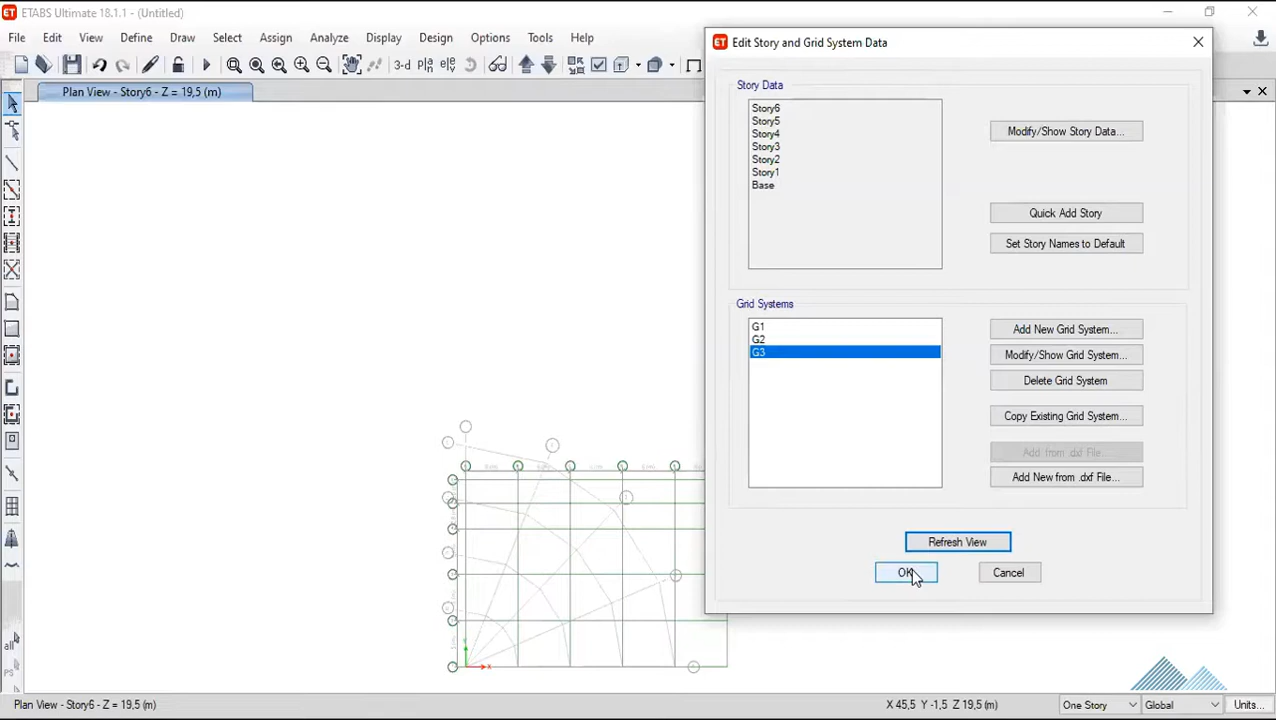 ETABS Ultimate 18.1.1 - (Untitled)
File Edit View Define Draw Select Assign Analyze Display Design Options Tools Help
3-d
Plan View - Story6 - Z = 19,5 (m)
Edit Story and Grid System Data
Story Data
Story6
Story5
Story4
Story3
Story2
Story1
Base
Modify/Show Story Data...
Quick Add Story
Set Story Names to Default
Grid Systems
G1
G2
G3
Add New Grid System...
Modify/Show Grid System...
Delete Grid System
Copy Existing Grid System...
Add from .dxf File...
Add New from .dxf File...
Refresh View
OK
Cancel
X
all
PS
Plan View - Story6 - Z = 19,5 (m)
X 45,5 Y -1,5 Z 19,5 (m)
One Story
Global
Units...